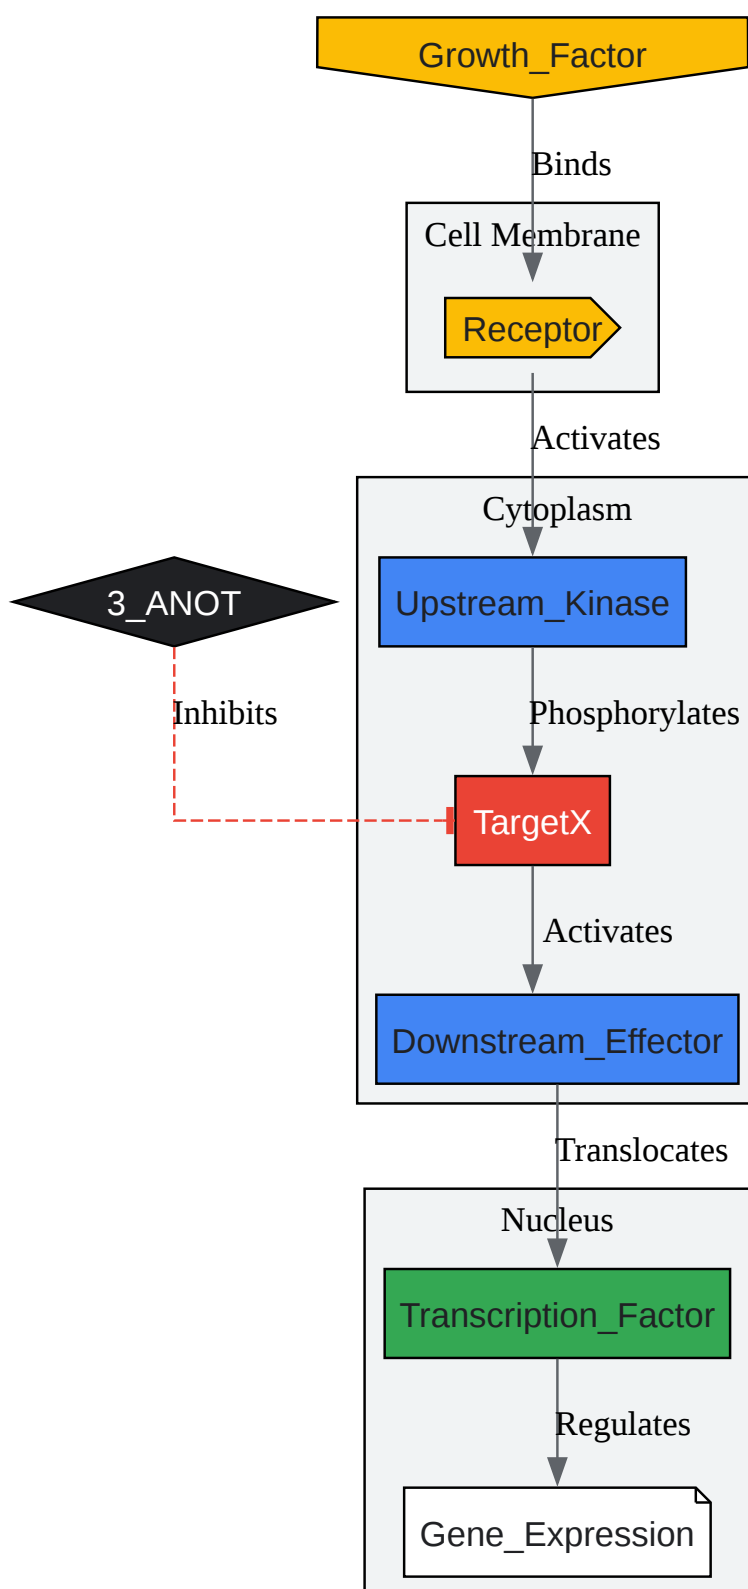 Growth_Factor
Binds
Cell Membrane
Receptor
Activates
Cytoplasm
3_ANOT
Upstream_Kinase
Inhibits
Phosphorylates
TargetX
Activates
Downstream_Effector
Translocates
Nucleus
Transcription_Factor
Regulates
Gene_Expression